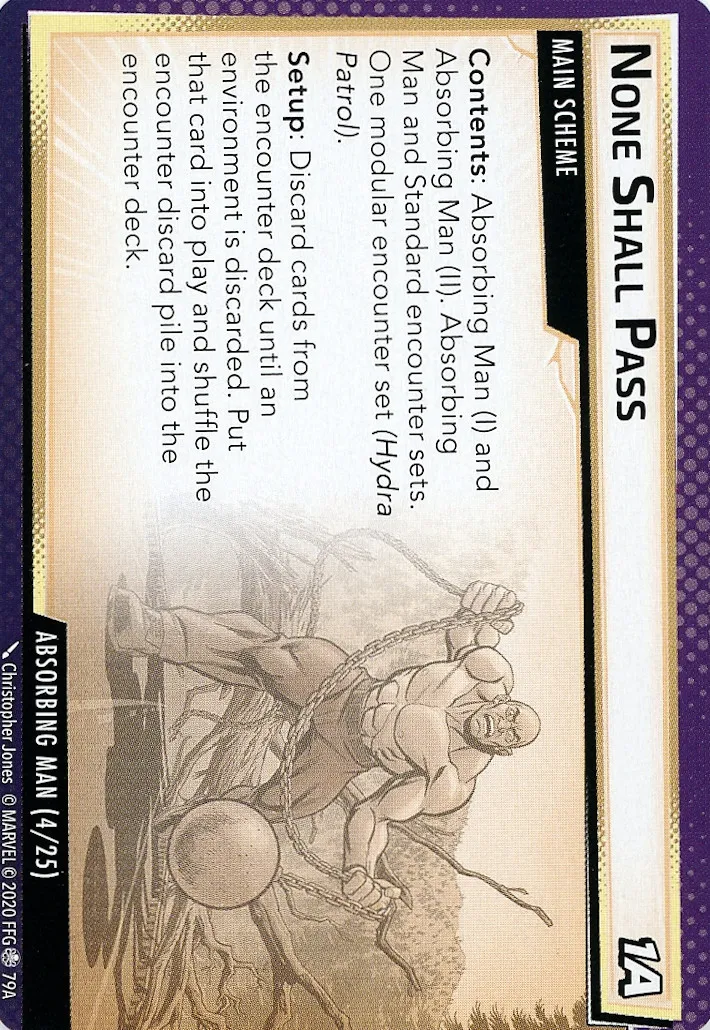 NONE SHALL PASS
1A
MAIN SCHEME
Contents: Absorbing Man (I) and
Absorbing Man (II). Absorbing
Man and Standard encounter sets.
One modular encounter set (Hydra
Patrol).
Setup: Discard cards from
the encounter deck until an
environment is discarded. Put
that card into play and shuffle the
encounter discard pile into the
encounter deck.
ABSORBING MAN (4/25)
Christopher Jones © MARVEL © 2020 FFG 79A